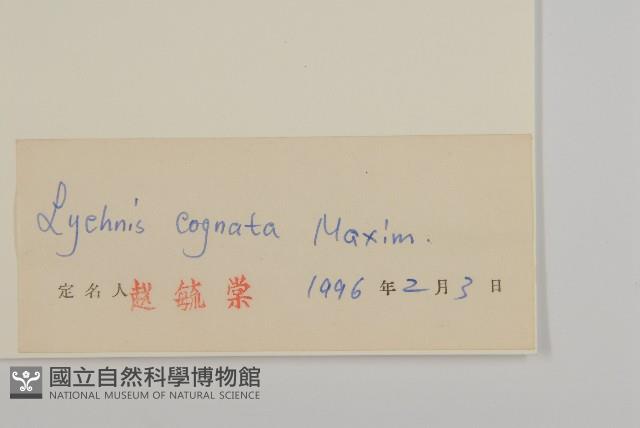 Lychnis cognata Maxim.
定名人 趙毓棠 1996 年 2 月 3 日
國立自然科學博物館
NATIONAL MUSEUM OF NATURAL SCIENCE